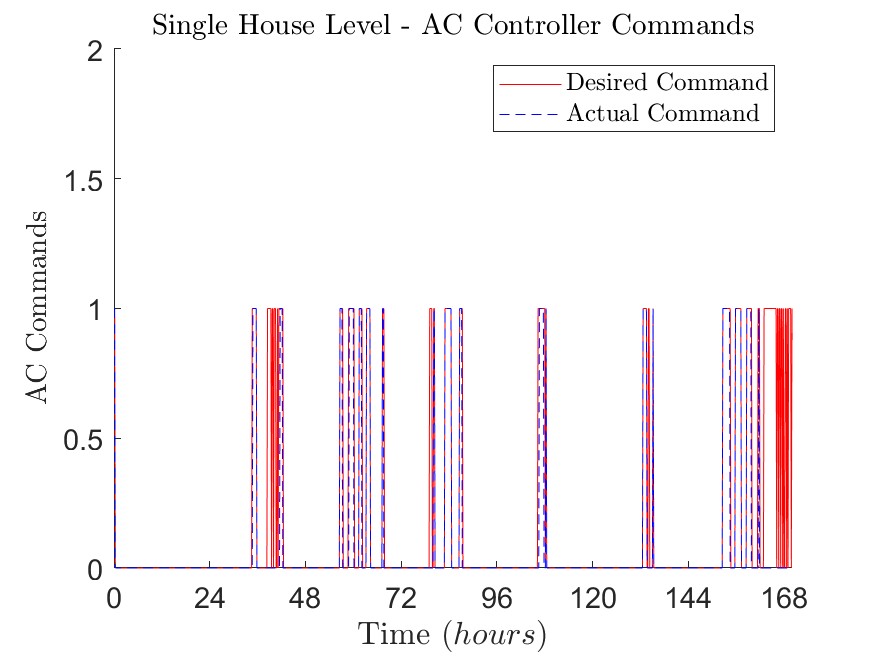 Single House Level - AC Controller Commands
2
Desired Command
Actual Command
1.5
AC Commands
1
0.5
0
0 24 48 72 96 120 144 168
Time (hours)